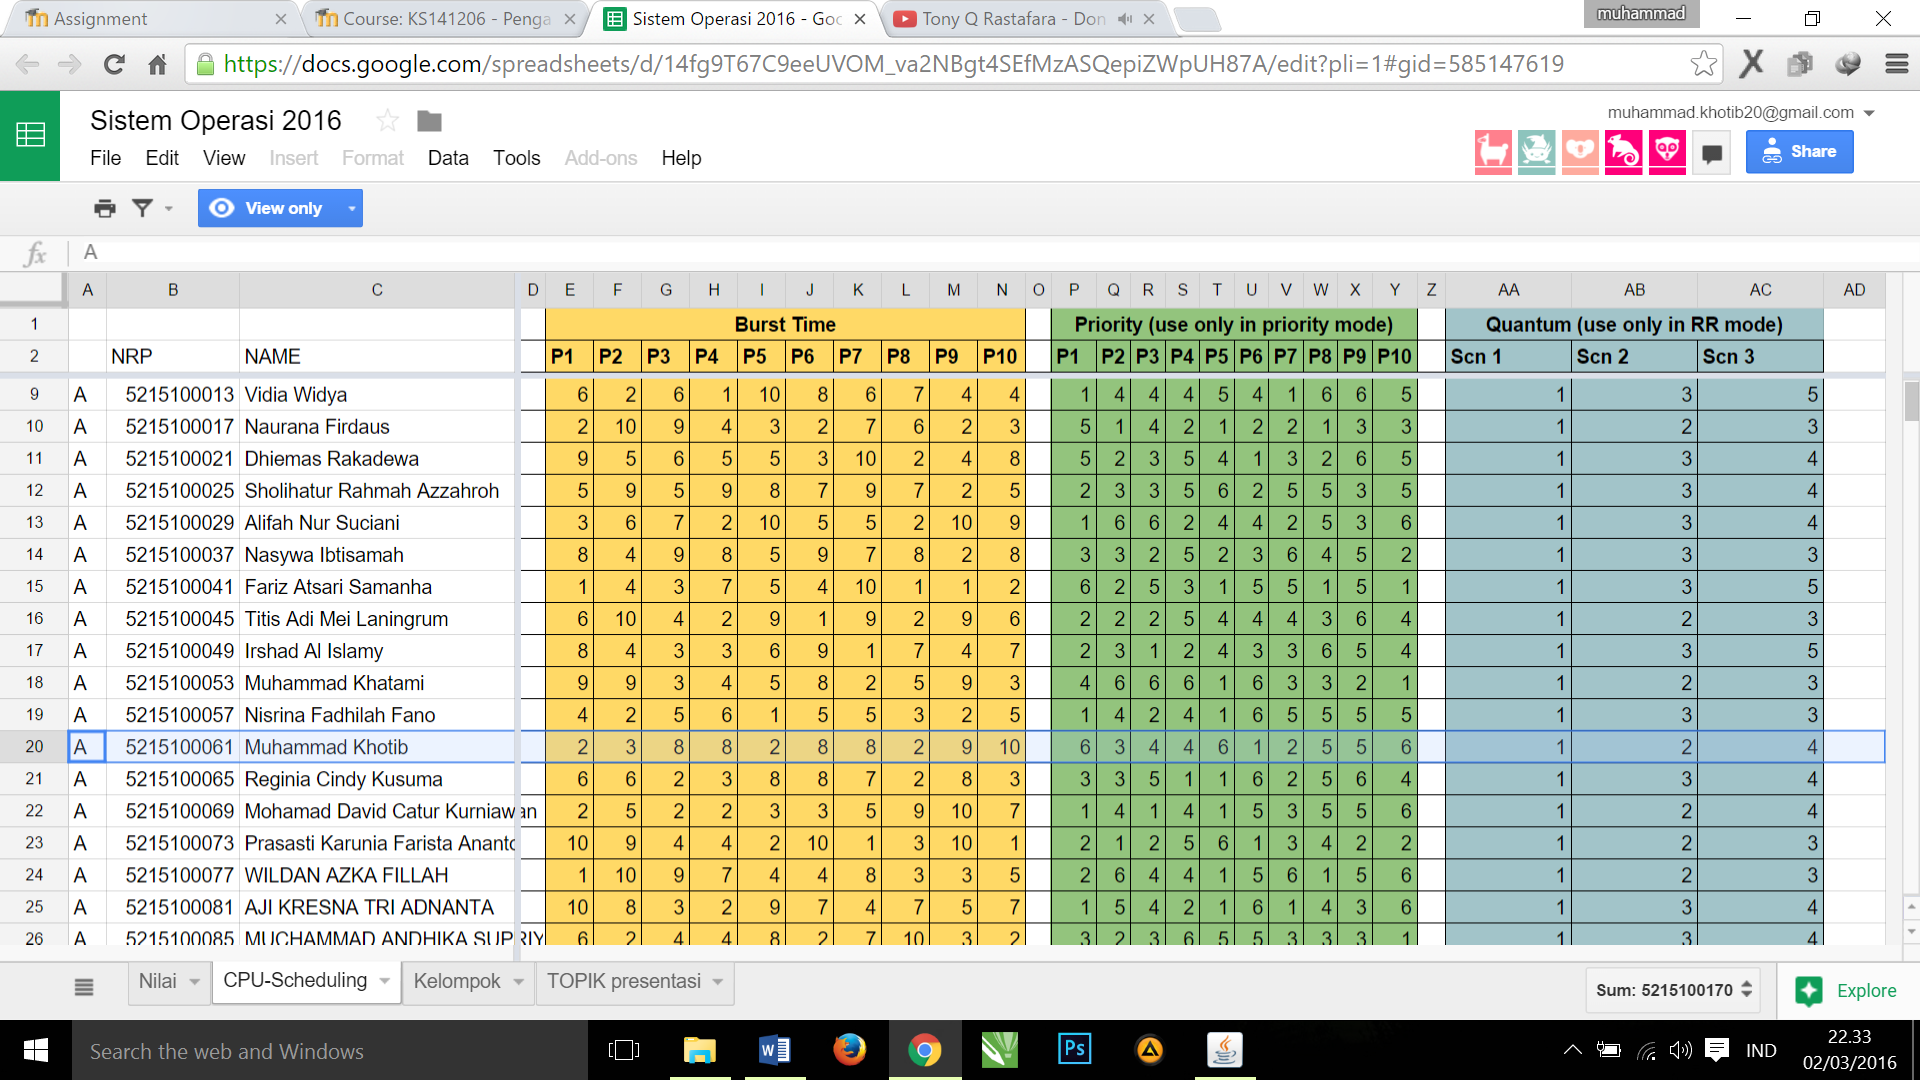 Assignment
Course: KS141206 - Penga
Sistem Operasi 2016 - Goo
Tony Q Rastafara - Don
muhammad
https://docs.google.com/spreadsheets/d/14fg9T67C9eeUVOM_va2NBgt4SEfMzASQepiZWpUH87A/edit?pli=1#gid=585147619
Sistem Operasi 2016
muhammad.khotib20@gmail.com
File Edit View Insert Format Data Tools Add-ons Help
Share
View only
fx A
A B C D E F G H I J K L M N O P Q R S T U V W X Y Z AA AB AC AD
1 Burst Time Priority (use only in priority mode) Quantum (use only in RR mode)
2 NRP NAME P1 P2 P3 P4 P5 P6 P7 P8 P9 P10 P1 P2 P3 P4 P5 P6 P7 P8 P9 P10 Scn 1 Scn 2 Scn 3
9 A 5215100013 Vidia Widya 6 2 6 1 10 8 6 7 4 4 1 4 4 4 5 4 1 6 6 5 1 3 5
10 A 5215100017 Naurana Firdaus 2 10 9 4 3 2 7 6 2 3 5 1 4 2 1 2 2 1 3 3 1 2 3
11 A 5215100021 Dhiemas Rakadewa 9 5 6 5 5 3 10 2 4 8 5 2 3 5 4 1 3 2 6 5 1 3 4
12 A 5215100025 Sholihatur Rahmah Azzahroh 5 9 5 9 8 7 9 7 2 5 2 3 3 5 6 2 5 5 3 5 1 3 4
13 A 5215100029 Alifah Nur Suciani 3 6 7 2 10 5 5 2 10 9 1 6 6 2 4 4 2 5 3 6 1 3 4
14 A 5215100037 Nasywa Ibtisamah 8 4 9 8 5 9 7 8 2 8 3 3 2 5 2 3 6 4 5 2 1 3 3
15 A 5215100041 Fariz Atsari Samanha 1 4 3 7 5 4 10 1 1 2 6 2 5 3 1 5 5 1 5 1 1 3 5
16 A 5215100045 Titis Adi Mei Laningrum 6 10 4 2 9 1 9 2 9 6 2 2 2 5 4 4 4 3 6 4 1 2 3
17 A 5215100049 Irshad Al Islamy 8 4 3 3 6 9 1 7 4 7 2 3 1 2 4 3 3 6 5 4 1 3 5
18 A 5215100053 Muhammad Khatami 9 9 3 4 5 8 2 5 9 3 4 6 6 6 1 6 3 3 2 1 1 2 3
19 A 5215100057 Nisrina Fadhilah Fano 4 2 5 6 1 5 5 3 2 5 1 4 2 4 1 6 5 5 5 5 1 3 3
20 A 5215100061 Muhammad Khotib 2 3 8 8 2 8 8 2 9 10 6 3 4 4 6 1 2 5 5 6 1 2 4
21 A 5215100065 Reginia Cindy Kusuma 6 6 2 3 8 8 7 2 8 3 3 3 5 1 1 6 2 5 6 4 1 3 4
22 A 5215100069 Mohamad David Catur Kurniawan 2 5 2 2 3 3 5 9 10 7 1 4 1 4 1 5 3 5 5 6 1 2 4
23 A 5215100073 Prasasti Karunia Farista Ananto 10 9 4 4 2 10 1 3 10 1 2 1 2 5 6 1 3 4 2 2 1 2 3
24 A 5215100077 WILDAN AZKA FILLAH 1 10 9 7 4 4 8 3 3 5 2 6 4 4 1 5 6 1 5 6 1 2 3
25 A 5215100081 AJI KRESNA TRI ADNANTA 10 8 3 2 9 7 4 7 5 7 1 5 4 2 1 6 1 4 3 6 1 3 4
26 A 5215100085 MUCHAMMAD ANDHIKA SUPRIY 6 2 4 4 8 2 7 10 3 2 3 2 3 6 5 5 3 3 3 1 1 3 4
Nilai CPU-Scheduling Kelompok TOPIK presentasi
Sum: 5215100170
Explore
Search the web and Windows
Ps
IND
22.33
02/03/2016